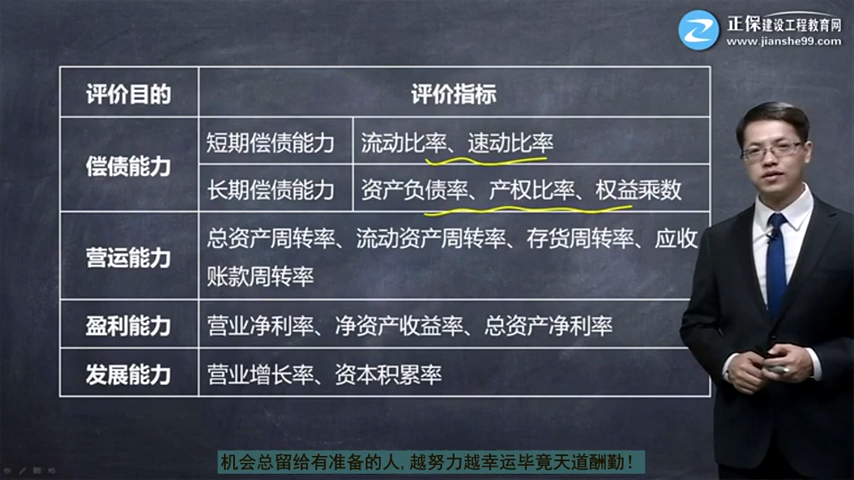 正保建设工程教育网
www.jianshe99.com
评价目的 评价指标
偿债能力 短期偿债能力 流动比率、速动比率
长期偿债能力 资产负债率、产权比率、权益乘数
营运能力 总资产周转率、流动资产周转率、存货周转率、应收
账款周转率
盈利能力 营业净利率、净资产收益率、总资产净利率
发展能力 营业增长率、资本积累率
机会总留给有准备的人,越努力越幸运毕竟天道酬勤!